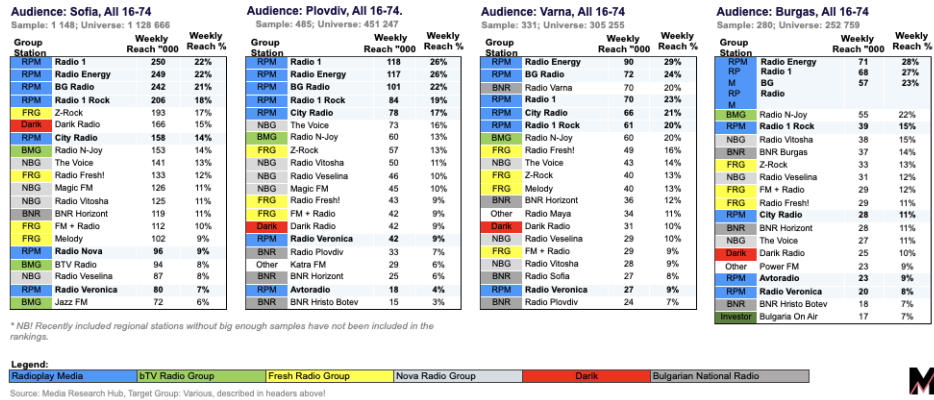 Audience: Sofia, All 16-74
Sample: 1 148; Universe: 1 128 666
Group Station Weekly Reach "000 Weekly Reach %
RPM Radio 1 250 22%
RPM Radio Energy 249 22%
RPM BG Radio 242 21%
RPM Radio 1 Rock 206 18%
FRG Z-Rock 193 17%
Darik Darik Radio 166 15%
RPM City Radio 158 14%
BMG Radio N-Joy 153 14%
NBG The Voice 141 13%
FRG Radio Fresh! 133 12%
NBG Magic FM 126 11%
NBG Radio Vitosha 125 11%
BNR BNR Horizont 119 11%
FRG FM + Radio 112 10%
FRG Melody 102 9%
RPM Radio Nova 96 9%
BMG BTV Radio 94 8%
NBG Radio Veselina 87 8%
RPM Radio Veronica 80 7%
BMG Jazz FM 72 6%
Audience: Plovdiv, All 16-74.
Sample: 485; Universe: 451 247
Group Station Weekly Reach "000 Weekly Reach %
RPM Radio 1 118 26%
RPM Radio Energy 117 26%
RPM BG Radio 101 22%
RPM Radio 1 Rock 84 19%
RPM City Radio 78 17%
NBG The Voice 73 16%
BMG Radio N-Joy 60 13%
FRG Z-Rock 57 13%
NBG Radio Vitosha 50 11%
NBG Radio Veselina 46 10%
NBG Magic FM 45 10%
FRG Radio Fresh! 43 9%
FRG FM + Radio 42 9%
Darik Darik Radio 42 9%
RPM Radio Veronica 42 9%
BNR Radio Plovdiv 33 7%
Other Katra FM 29 6%
BNR BNR Horizont 25 6%
RPM Avtoradio 18 4%
BNR BNR Hristo Botev 15 3%
Audience: Varna, All 16-74
Sample: 331; Universe: 305 255
Group Station Weekly Reach "000 Weekly Reach %
RPM Radio Energy 90 29%
RPM BG Radio 72 24%
BNR Radio Varna 70 20%
RPM Radio 1 70 23%
RPM City Radio 66 21%
RPM Radio 1 Rock 61 20%
BMG Radio N-Joy 60 20%
FRG Radio Fresh! 49 16%
NBG The Voice 43 14%
FRG Z-Rock 40 13%
FRG Melody 40 13%
BNR BNR Horizont 36 12%
Other Radio Maya 34 11%
Darik Darik Radio 31 10%
NBG Radio Veselina 29 10%
FRG FM + Radio 29 9%
NBG Radio Vitosha 28 9%
BNR Radio Sofia 27 8%
RPM Radio Veronica 27 9%
BNR Radio Plovdiv 24 7%
Audience: Burgas, All 16-74
Sample: 280; Universe: 252 759
Group Station Weekly Reach "000 Weekly Reach %
RPM Radio Energy 71 28%
RP Radio 1 68 27%
M BG 57 23%
RP Radio
M
BMG Radio N-Joy 55 22%
RPM Radio 1 Rock 39 15%
NBG Radio Vitosha 38 15%
BNR BNR Burgas 37 14%
FRG Z-Rock 33 13%
NBG Radio Veselina 31 12%
FRG FM + Radio 29 12%
FRG Radio Fresh! 29 11%
RPM City Radio 28 11%
BNR BNR Horizont 28 11%
NBG The Voice 27 11%
Darik Darik Radio 25 10%
Other Power FM 23 9%
RPM Avtoradio 23 9%
RPM Radio Veronica 20 8%
BNR BNR Hristo Botev 18 7%
Investor Bulgaria On Air 17 7%
* NB! Recently included regional stations without big enough samples have not been included in the
rankings.
Legend:
Radioplay Media bTV Radio Group Fresh Radio Group Nova Radio Group Darik Bulgarian National Radio
Source: Media Research Hub, Target Group: Various, described in headers above!
M